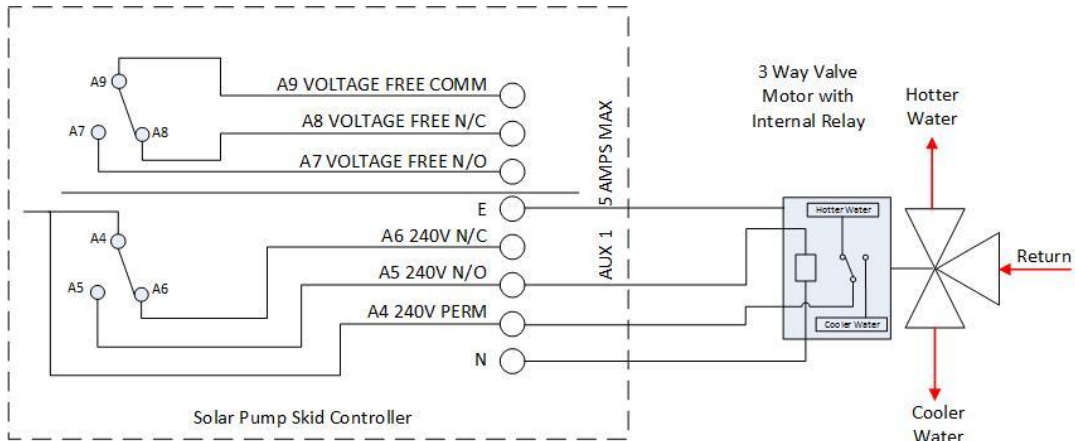 A9
A9 VOLTAGE FREE COMM
A8 VOLTAGE FREE N/C
A7
A8
A7 VOLTAGE FREE N/O
5 AMPS MAX
AUX 1
E
A4
A6 240V N/C
A5
A6
A5 240V N/O
A4 240V PERM
N
Solar Pump Skid Controller
3 Way Valve
Motor with
Internal Relay
Hotter Water
Cooler Water
Hotter
Water
Return
Cooler
Water